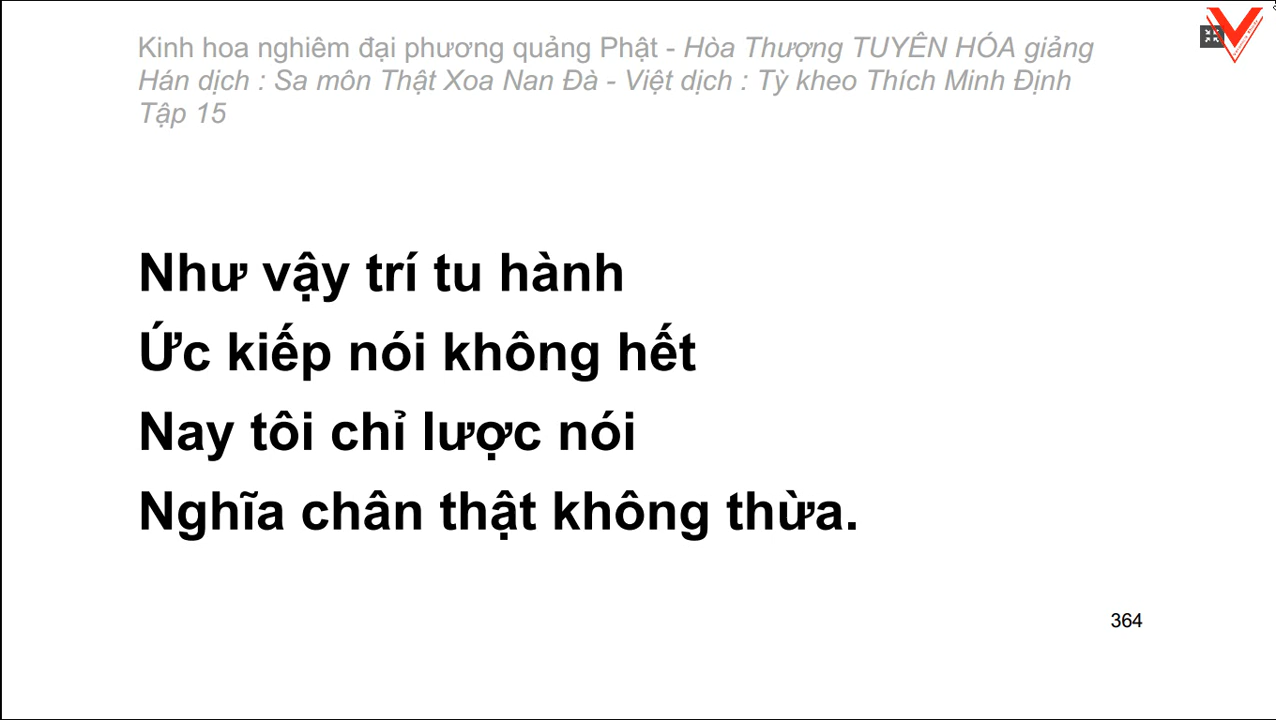 Kinh hoa nghiêm đại phương quảng Phật - Hòa Thượng TUYÊN HÓA giảng
Hán dịch : Sa môn Thật Xoa Nan Đà - Việt dịch : Tỳ kheo Thích Minh Định
Tập 15
Như vậy trí tu hành
Ức kiếp nói không hết
Nay tôi chỉ lược nói
Nghĩa chân thật không thừa.
364